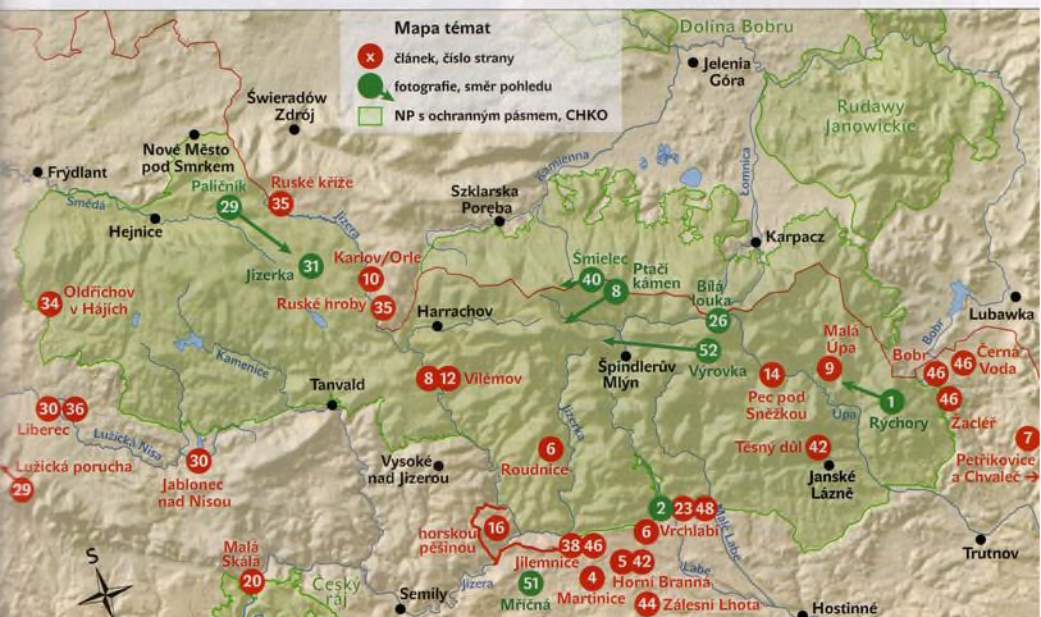 Mapa témat
x článek, číslo strany
fotografie, směr pohledu
NP s ochranným pásmem, CHKO
Dolina Bobru
Jelenia
Góra
Rudawy
Janowickie
Świeradów
Zdrój
Nové Město
pod Smrkem
Frýdlant
Smědá
Paličník
29
Ruské kříže
35
Jizera
Hejnice
Szklarska
Poręba
Kamienna
Łomnica
Karpacz
Jizerka
31
Karlov/Orle
10
Ruské hroby
35
Śmielec
40
8
Ptačí
kámen
Bílá
louka
26
34
Oldřichov
v Hájích
Harrachov
52
Výrovka
Špindlerův
Mlýn
Malá
Úpa
9
Bobr
Bobr
46
46
Černá
Voda
Lubawka
Kamenice
Tanvald
8
12
Vilémov
14
Pec pod
Sněžkou
Úpa
1
Rýchory
46
Žacléř
30
36
Liberec
Lužická Nisa
30
Jablonec
nad Nisou
Lužická porucha
29
Jizerka
6
Roudnice
Vysoké
nad Jizerou
Těsný důl
42
Janské
Lázně
7
Petříkovice
a Chvaleč →
horskou
pěšinou
16
2
23
48
6
Vrchlabí
Malé Labe
Trutnov
38
46
Jilemnice
5
42
Horní Branná
Labe
S
Malá
Skála
20
Český
ráj
Semily
Jizera
51
Mříčná
4
Martinice
44
Zálesní Lhota
Hostinné